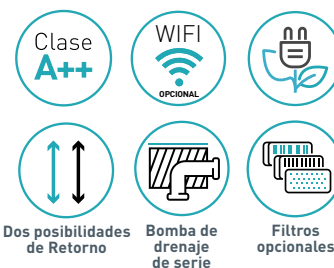 Clase
A++
WIFI
OPCIONAL
Dos posibilidades
de Retorno
Bomba de
drenaje
de serie
Filtros
opcionales